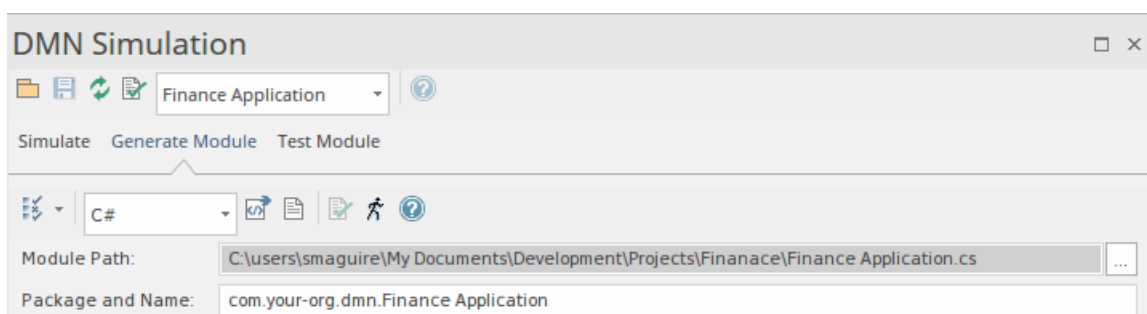 DMN Simulation
Finance Application
Simulate Generate Module Test Module
C#
Module Path: C:\users\smaguire\My Documents\Development\Projects\Finanace\Finance Application.cs ...
Package and Name: com.your-org.dmn.Finance Application